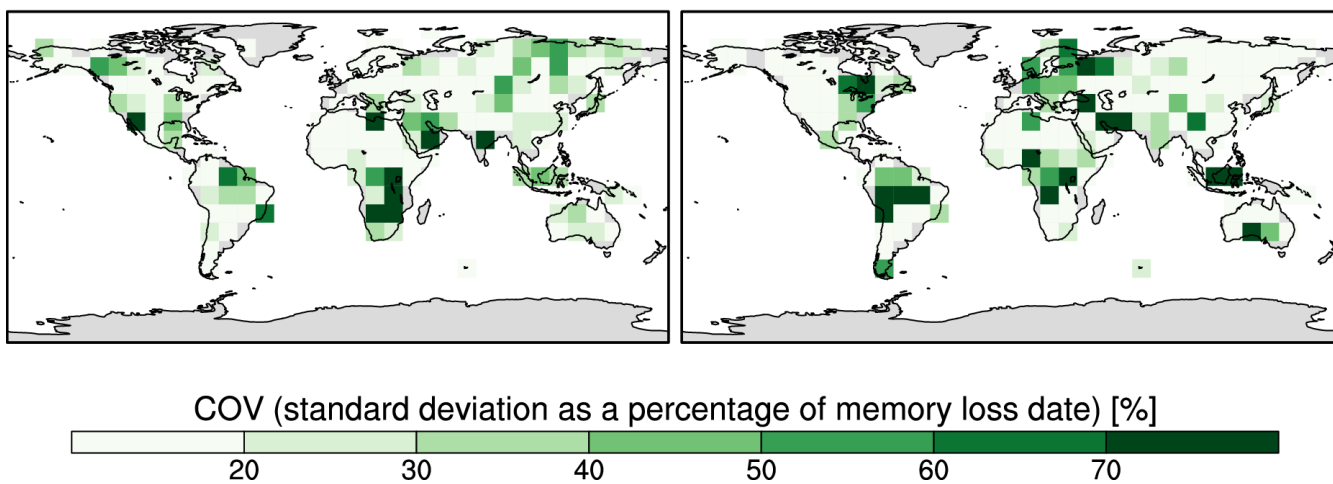 COV (standard deviation as a percentage of memory loss date) [%]
20 30 40 50 60 70